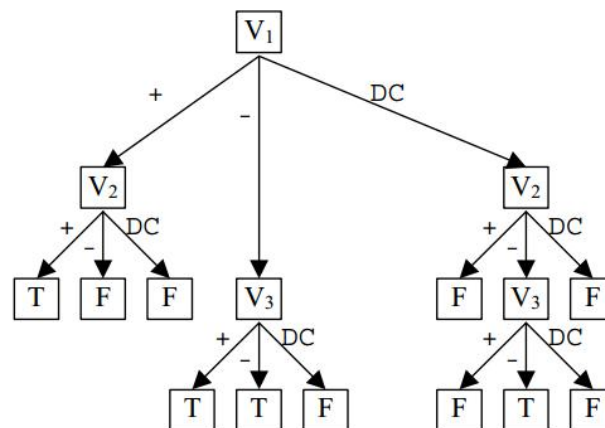 V₁
+ - DC
V₂ V₂
+ - DC + - DC
T F F V₃ F V₃ F
+ - DC + - DC
T T F F T F